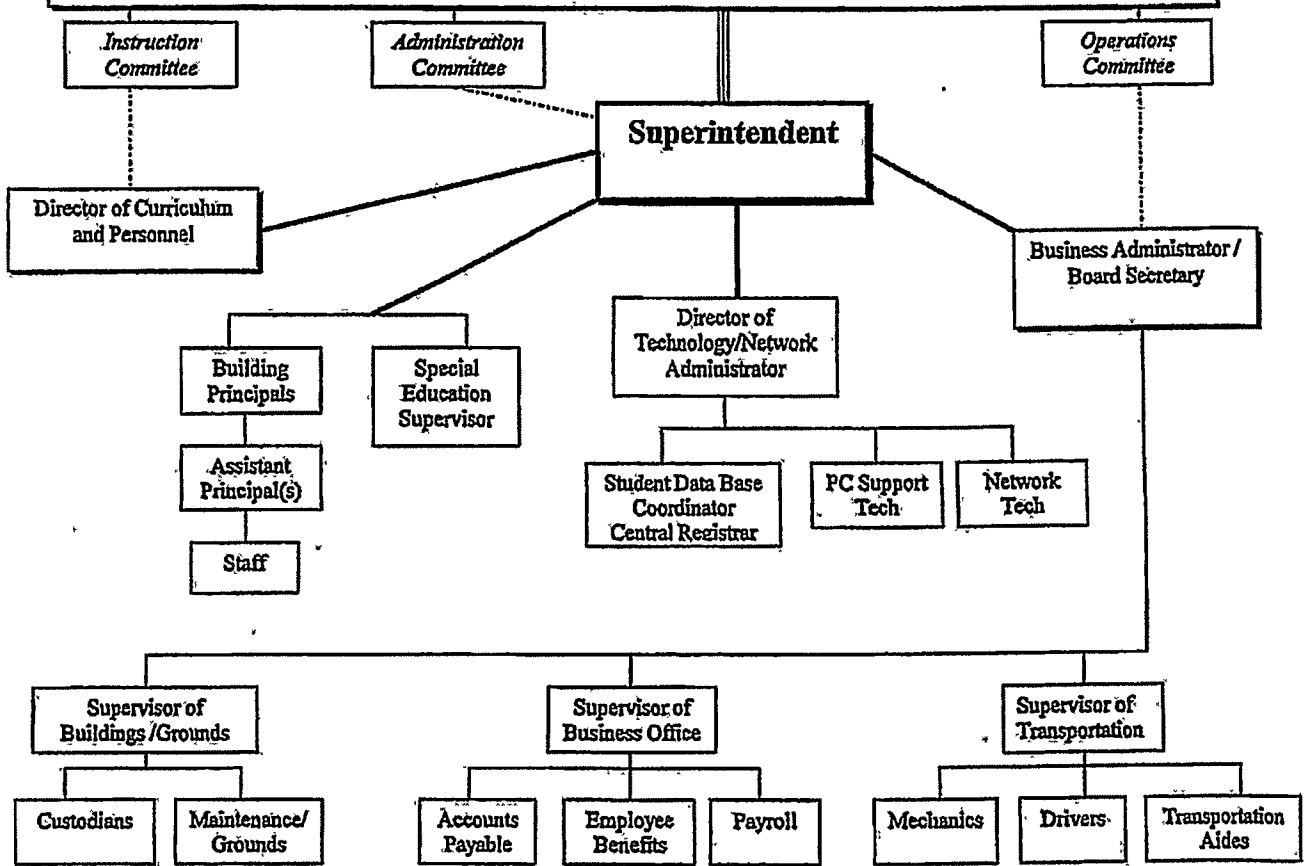 Instruction
Committee
Administration
Committee
Operations
Committee
Superintendent
Director of Curriculum
and Personnel
Business Administrator /
Board Secretary
Building
Principals
Special
Education
Supervisor
Director of
Technology/Network
Administrator
Assistant
Principal(s)
Student Data Base
Coordinator
Central Registrar
PC Support
Tech
Network
Tech
Staff
Supervisor of
Buildings /Grounds
Supervisor of
Business Office
Supervisor of
Transportation
Custodians
Maintenance/
Grounds
Accounts
Payable
Employee
Benefits
Payroll
Mechanics
Drivers
Transportation
Aides